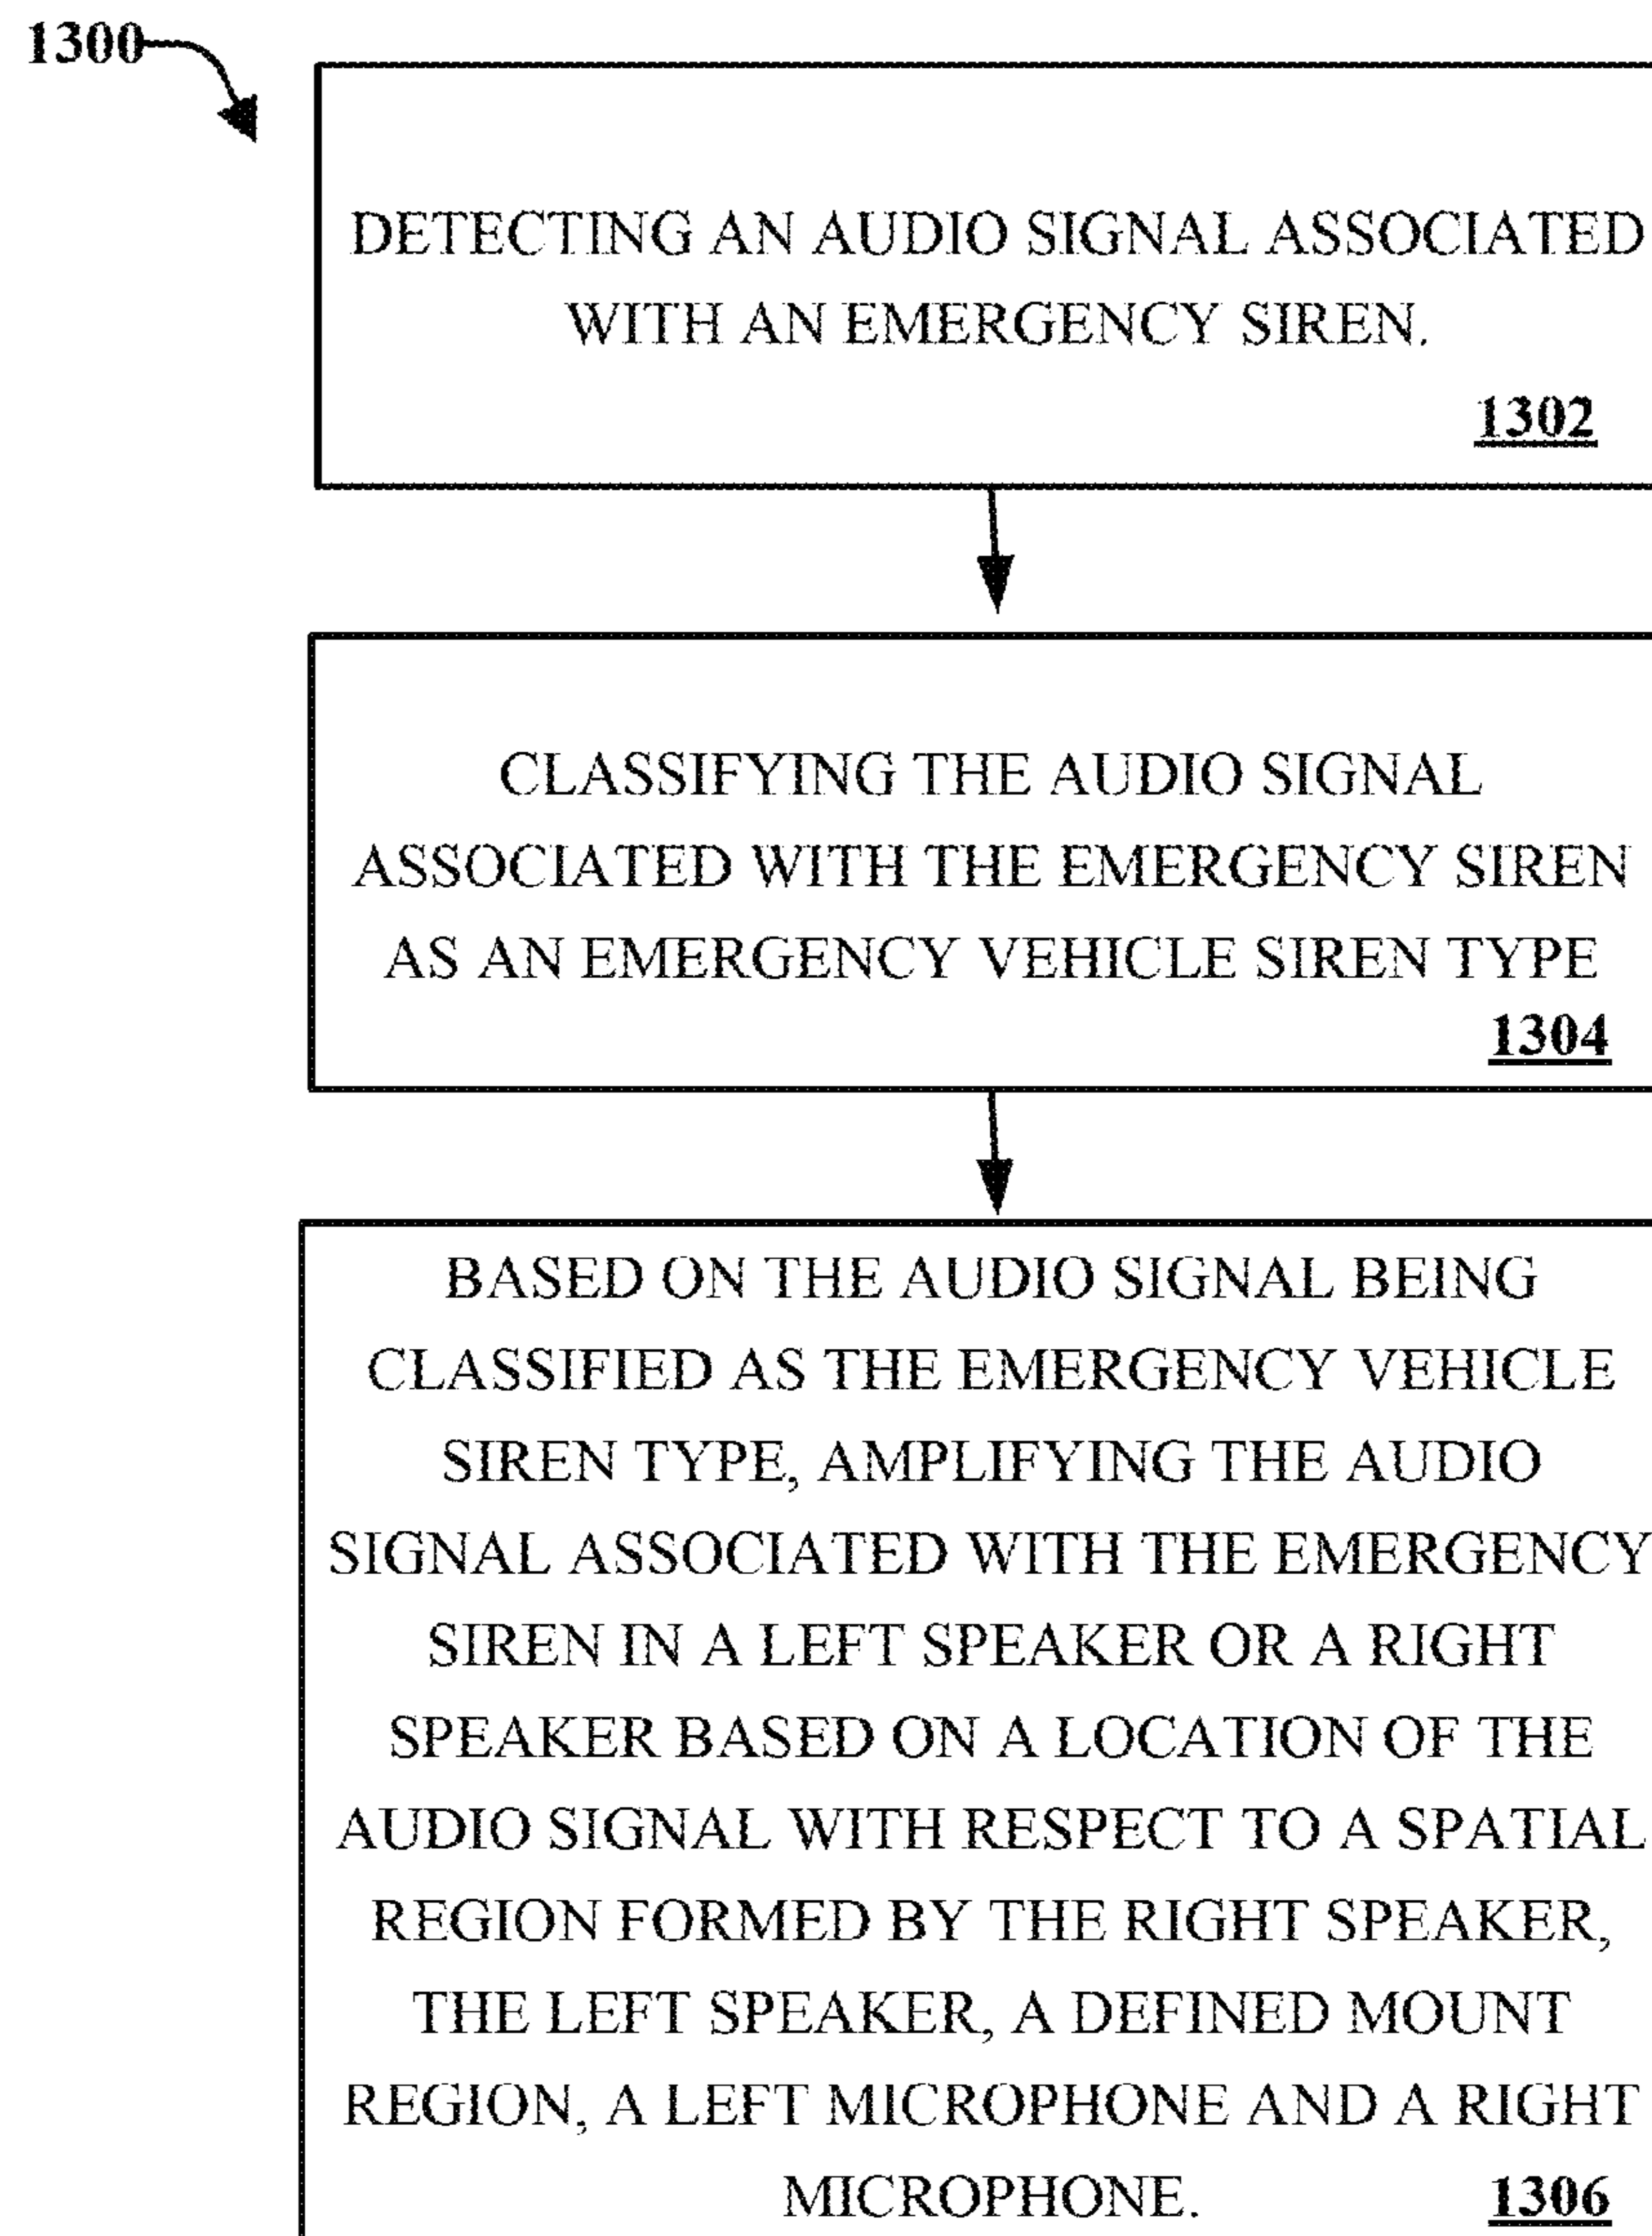 1300
DETECTING AN AUDIO SIGNAL ASSOCIATED
WITH AN EMERGENCY SIREN.
1302
CLASSIFYING THE AUDIO SIGNAL
ASSOCIATED WITH THE EMERGENCY SIREN
AS AN EMERGENCY VEHICLE SIREN TYPE
1304
BASED ON THE AUDIO SIGNAL BEING
CLASSIFIED AS THE EMERGENCY VEHICLE
SIREN TYPE, AMPLIFYING THE AUDIO
SIGNAL ASSOCIATED WITH THE EMERGENCY
SIREN IN A LEFT SPEAKER OR A RIGHT
SPEAKER BASED ON A LOCATION OF THE
AUDIO SIGNAL WITH RESPECT TO A SPATIAL
REGION FORMED BY THE RIGHT SPEAKER,
THE LEFT SPEAKER, A DEFINED MOUNT
REGION, A LEFT MICROPHONE AND A RIGHT
MICROPHONE. 1306